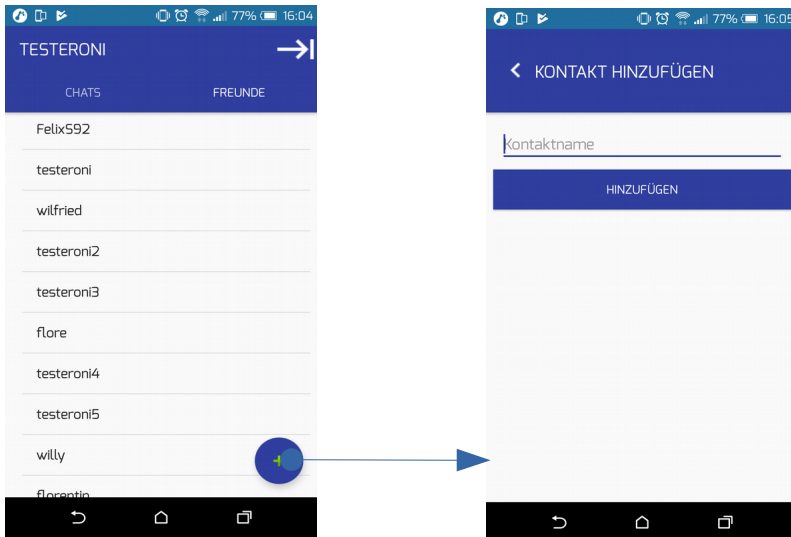 77% 16:04
TESTERONI
CHATS FREUNDE
FelixS92
testeroni
wilfried
testeroni2
testeroni3
flore
testeroni4
testeroni5
willy
florentin
77% 16:05
KONTAKT HINZUFÜGEN
Kontaktname
HINZUFÜGEN